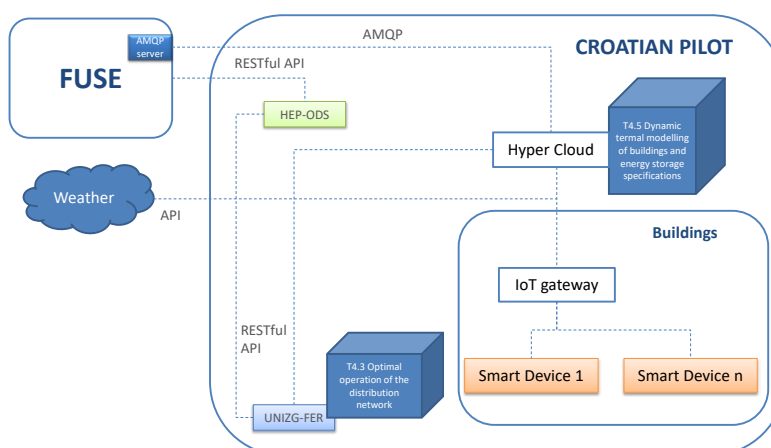 AMQP
server
FUSE
AMQP
RESTful API
CROATIAN PILOT
HEP-ODS
Hyper Cloud
T4.5 Dynamic
termal modelling
of buildings and
energy storage
specifications
Weather
API
Buildings
IoT gateway
RESTful
API
T4.3 Optimal
operation of the
distribution
network
Smart Device 1
Smart Device n
UNIZG-FER